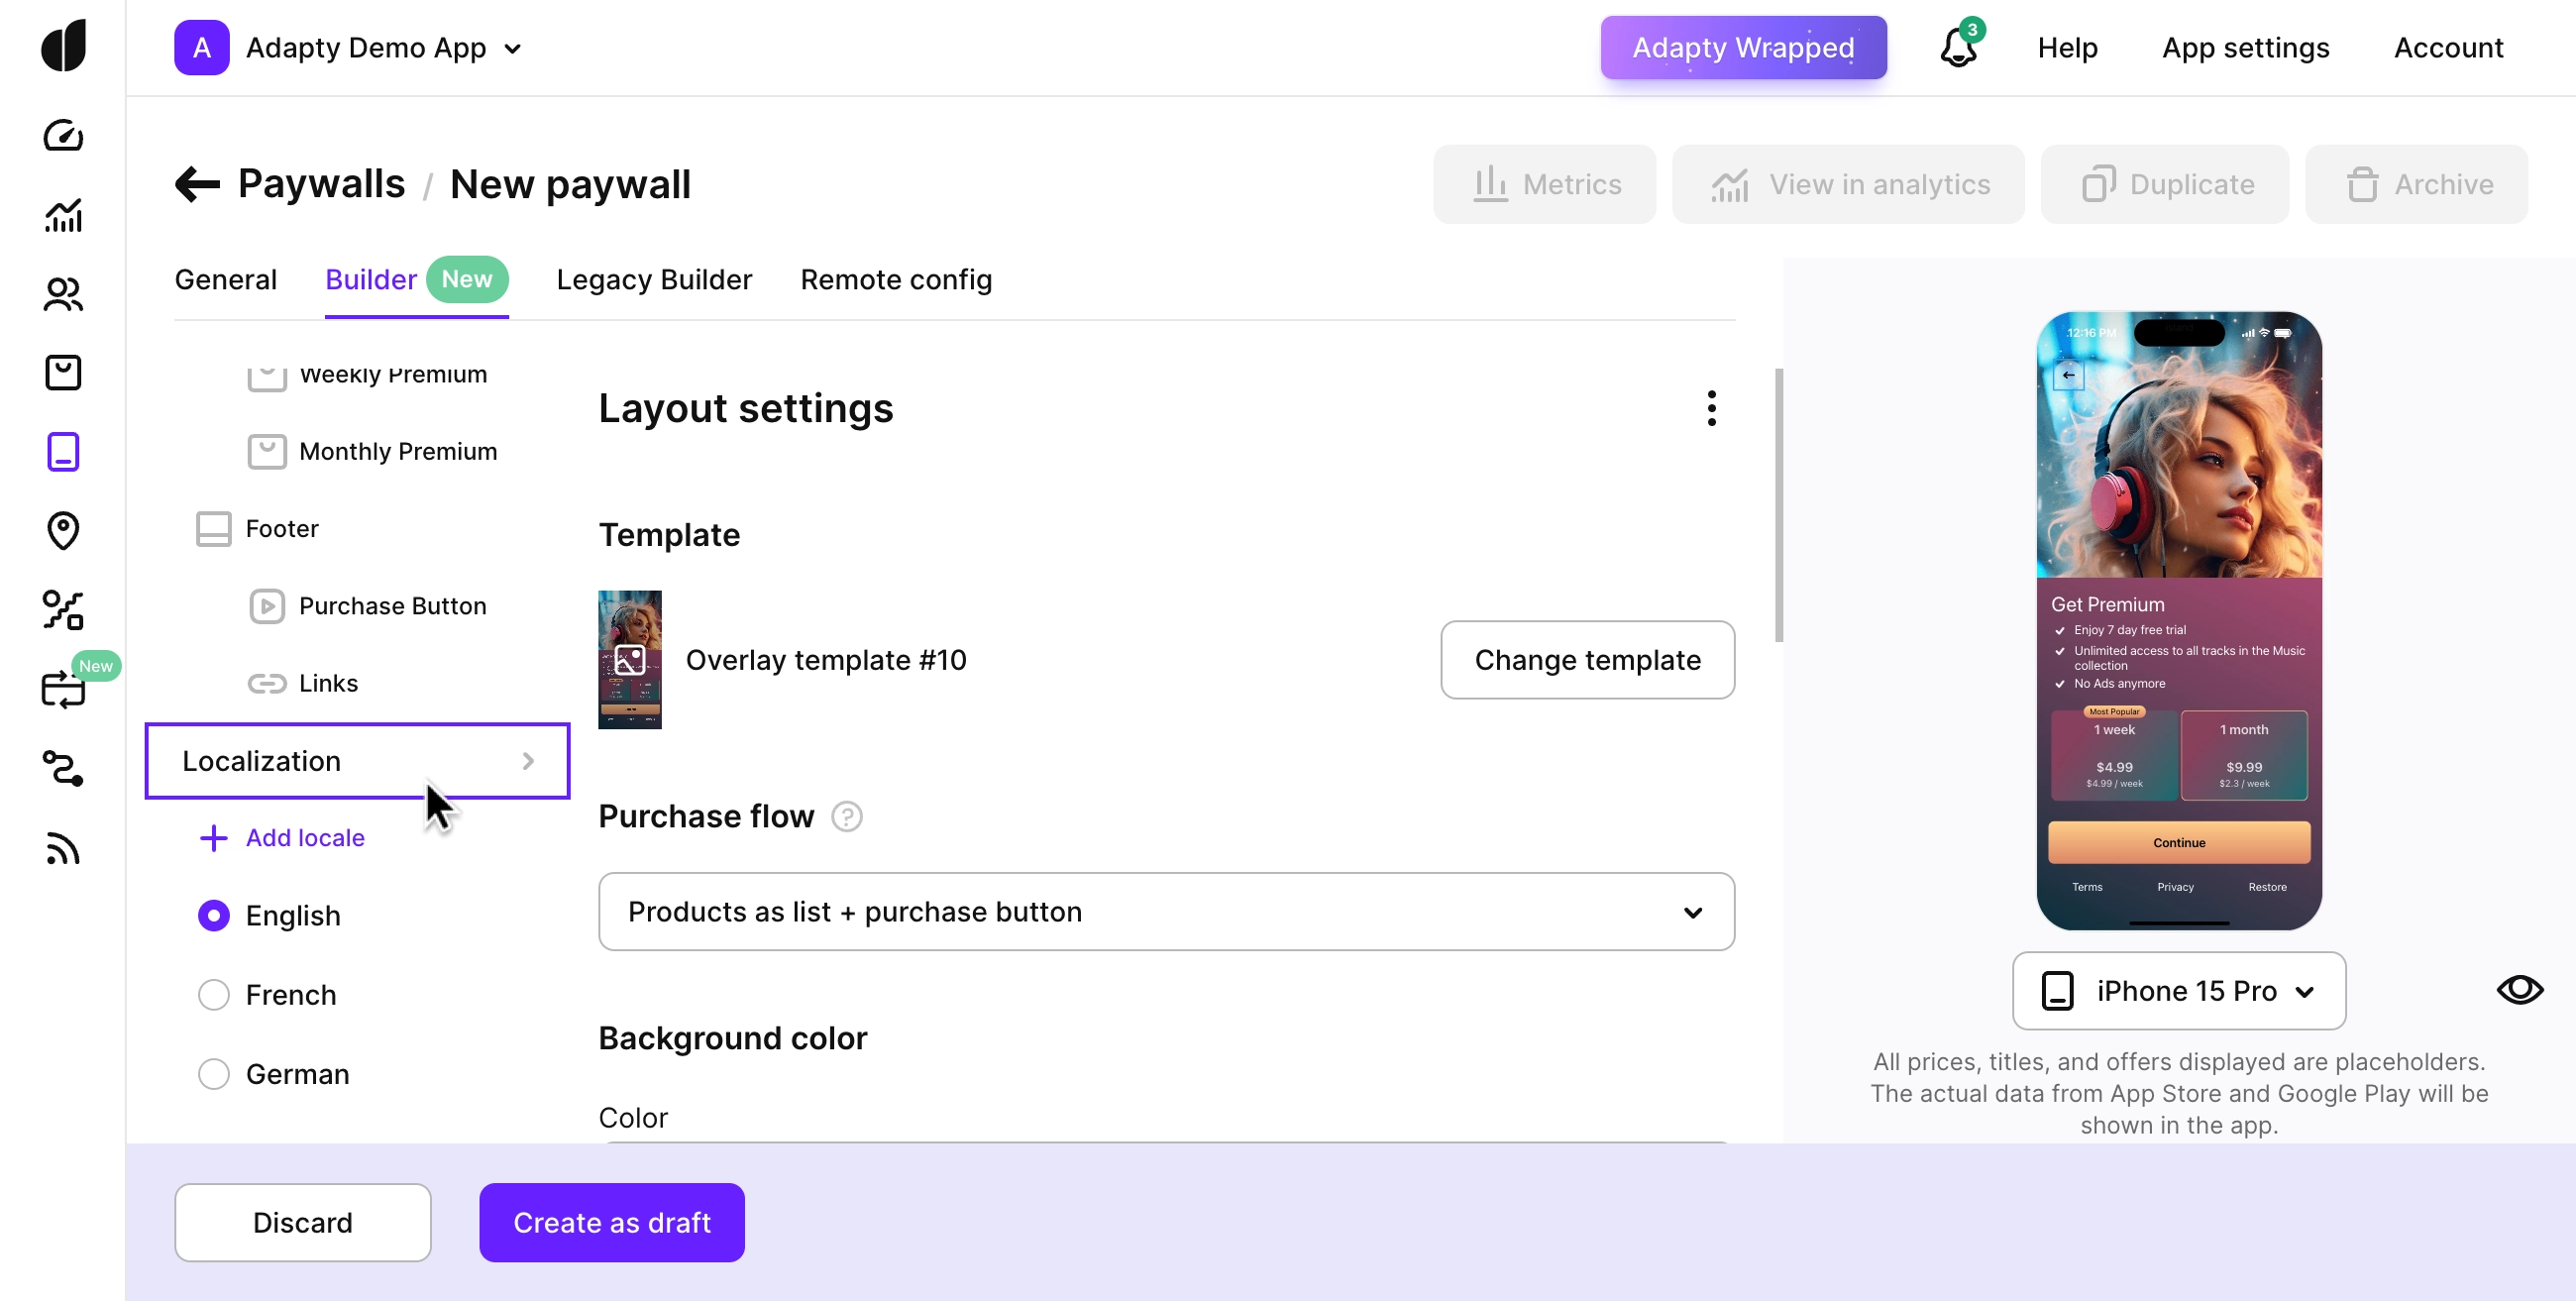 A Adapty Demo App
Adapty Wrapped
3
Help
App settings
Account
Paywalls / New paywall
Metrics
View in analytics
Duplicate
Archive
General
Builder New
Legacy Builder
Remote config
Weekly Premium
Monthly Premium
Footer
Purchase Button
Links
New
Localization
Add locale
English
French
German
Layout settings
Template
Overlay template #10
Change template
Purchase flow ?
Products as list + purchase button
Background color
Color
12:16 PM
Get Premium
Enjoy 7 day free trial
Unlimited access to all tracks in the Music
collection
No Ads anymore
Most Popular
1 week
$4.99
$4.99 / week
1 month
$9.99
$2.3 / week
Continue
Terms
Privacy
Restore
iPhone 15 Pro
All prices, titles, and offers displayed are placeholders.
The actual data from App Store and Google Play will be
shown in the app.
Discard
Create as draft